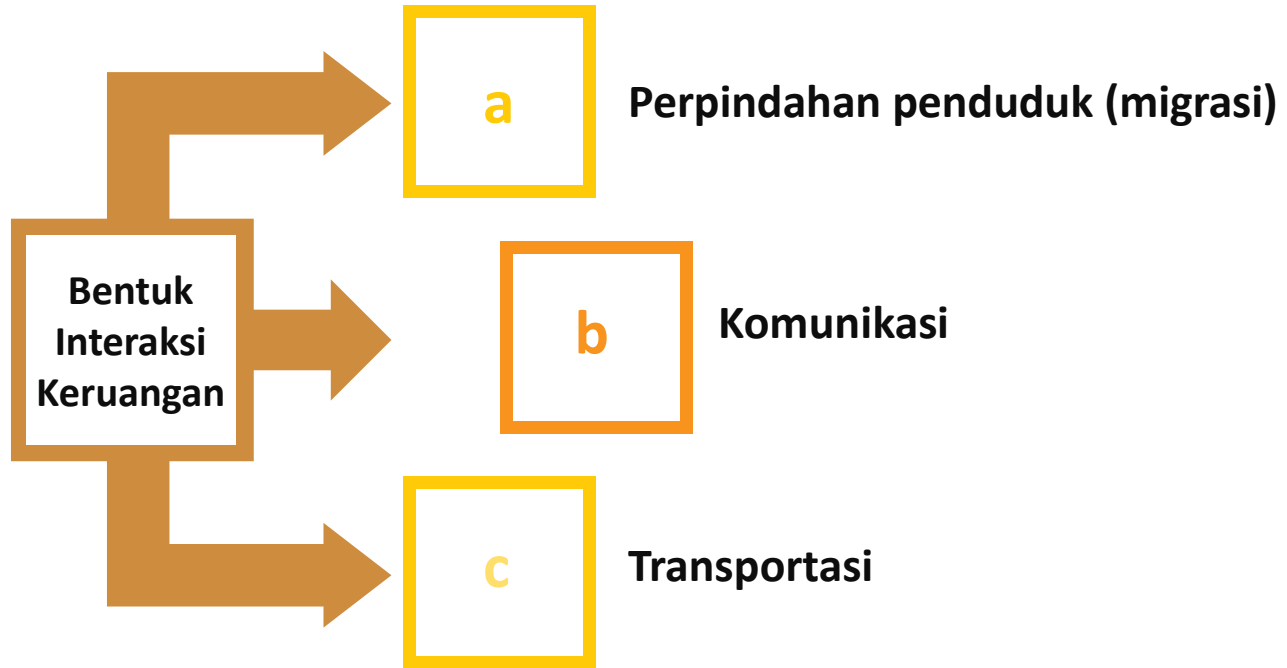 Bentuk
Interaksi
Keruangan
a
Perpindahan penduduk (migrasi)
b
Komunikasi
c
Transportasi